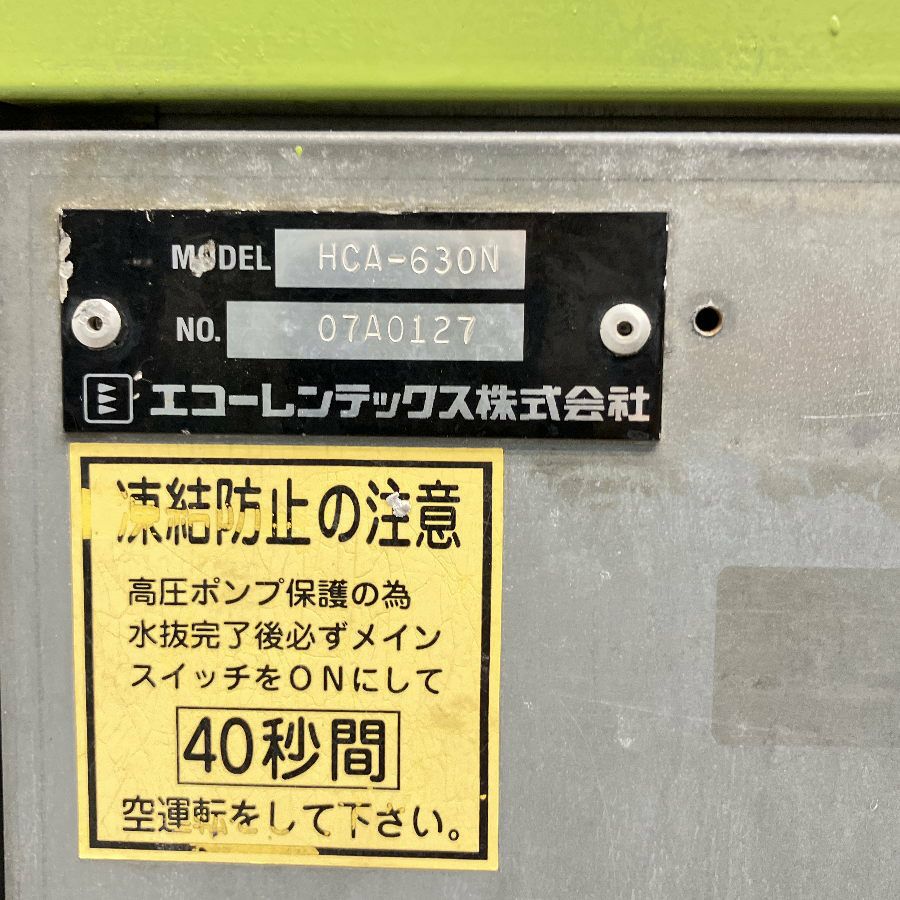 MODEL HCA-630N
NO. 07A0127
エコーレンテックス株式会社
凍結防止の注意
高圧ポンプ保護の為
水抜完了後必ずメイン
スイッチをONにして
40秒間
空運転をして下さい。